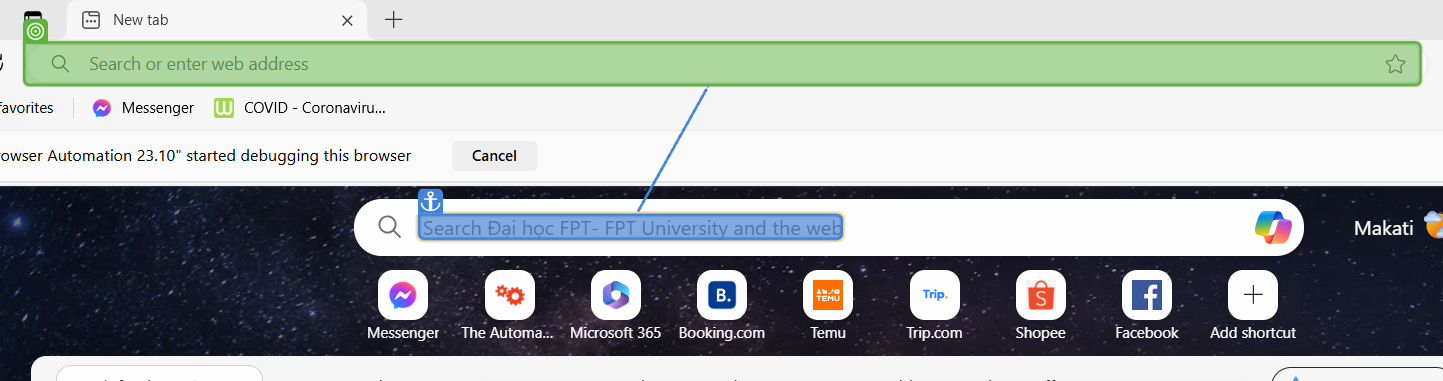 New tab
Search or enter web address
favorites Messenger COVID - Coronaviru...
owser Automation 23.10" started debugging this browser Cancel
Search Đại học FPT- FPT University and the web
Makati
Messenger The Automa... Microsoft 365 Booking.com Temu Trip.com Shopee Facebook Add shortcut
B. TEMU Trip.